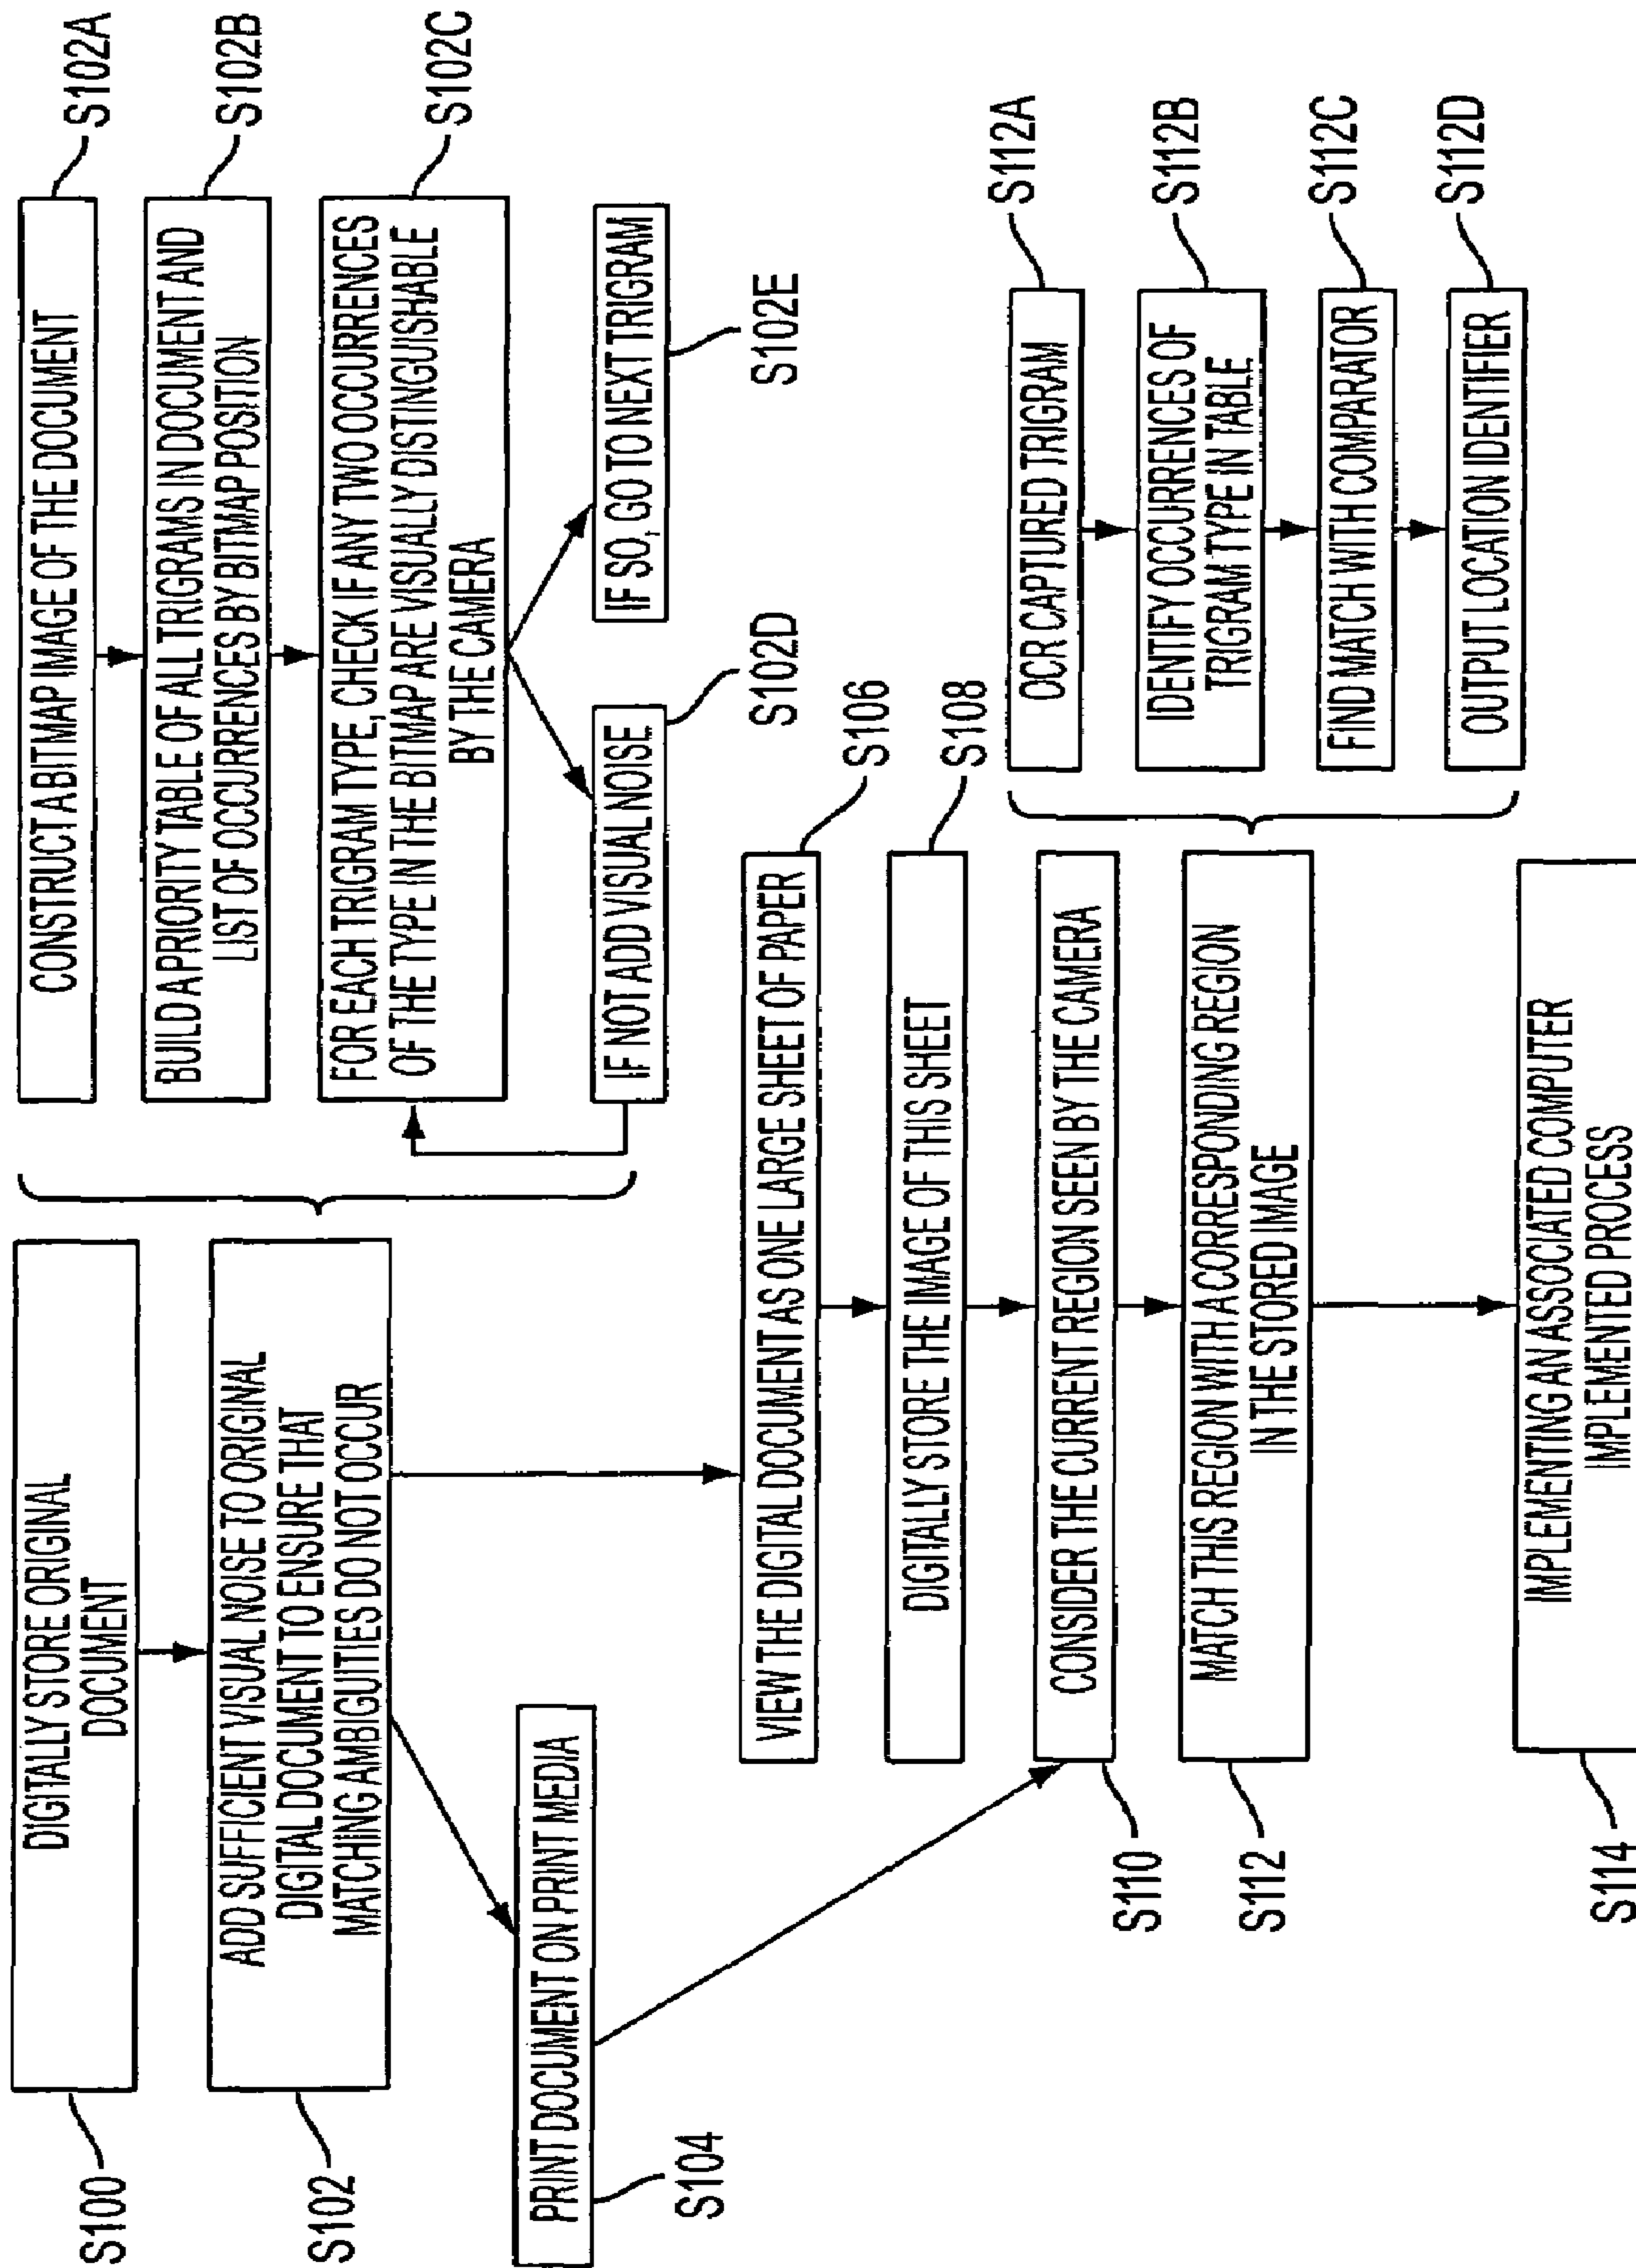 S100
DIGITALLY STORE ORIGINAL
DOCUMENT
S102
ADD SUFFICIENT VISUAL NOISE TO ORIGINAL
DIGITAL DOCUMENT TO ENSURE THAT
MATCHING AMBIGUITIES DO NOT OCCUR
CONSTRUCT A BITMAP IMAGE OF THE DOCUMENT
S102A
BUILD A PRIORITY TABLE OF ALL TRIGRAMS IN DOCUMENT AND
LIST OF OCCURRENCES BY BITMAP POSITION
S102B
FOR EACH TRIGRAM TYPE, CHECK IF ANY TWO OCCURRENCES
OF THE TYPE IN THE BITMAP ARE VISUALLY DISTINGUISHABLE
BY THE CAMERA
S102C
IF NOT ADD VISUAL NOISE
S102D
IF SO, GO TO NEXT TRIGRAM
S102E
PRINT DOCUMENT ON PRINT MEDIA
S104
VIEW THE DIGITAL DOCUMENT AS ONE LARGE SHEET OF PAPER
S106
DIGITALLY STORE THE IMAGE OF THIS SHEET
S108
CONSIDER THE CURRENT REGION SEEN BY THE CAMERA
S110
MATCH THIS REGION WITH A CORRESPONDING REGION
IN THE STORED IMAGE
S112
OCR CAPTURED TRIGRAM
S112A
IDENTIFY OCCURRENCES OF
TRIGRAM TYPE IN TABLE
S112B
FIND MATCH WITH COMPARATOR
S112C
OUTPUT LOCATION IDENTIFIER
S112D
IMPLEMENTING AN ASSOCIATED COMPUTER
IMPLEMENTED PROCESS
S114